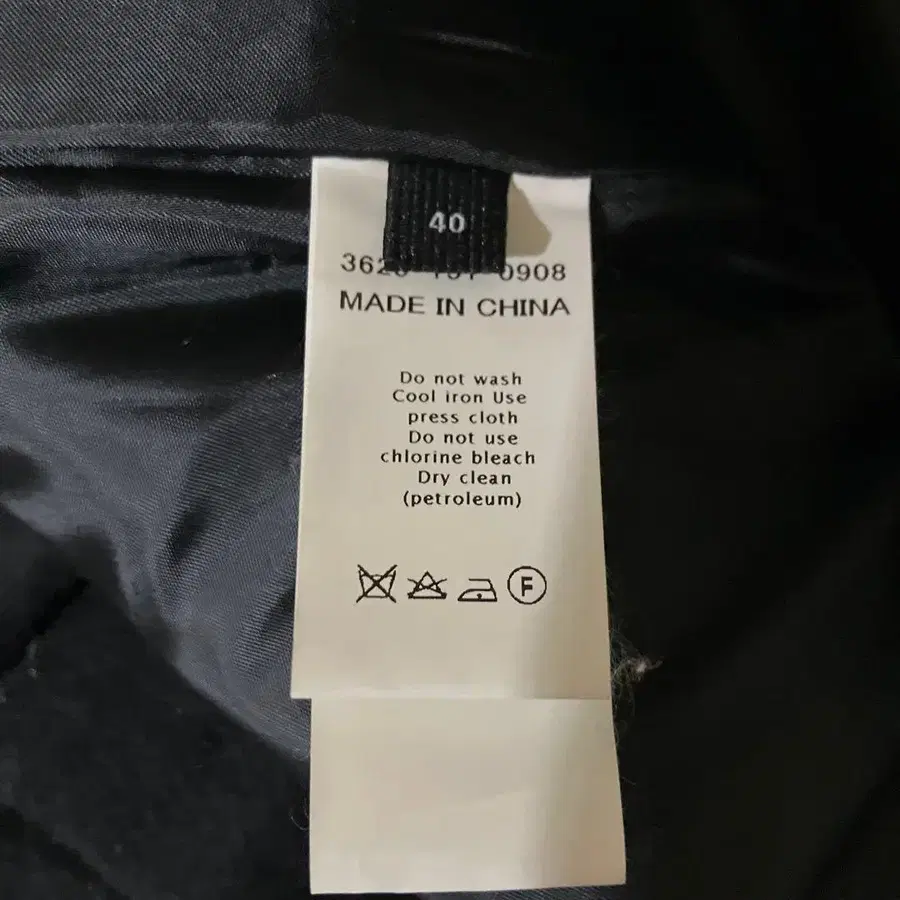 40
0908
MADE IN CHINA
Do not wash
Cool iron Use
press cloth
Do not use
chlorine bleach
Dry clean
(petroleum)
F